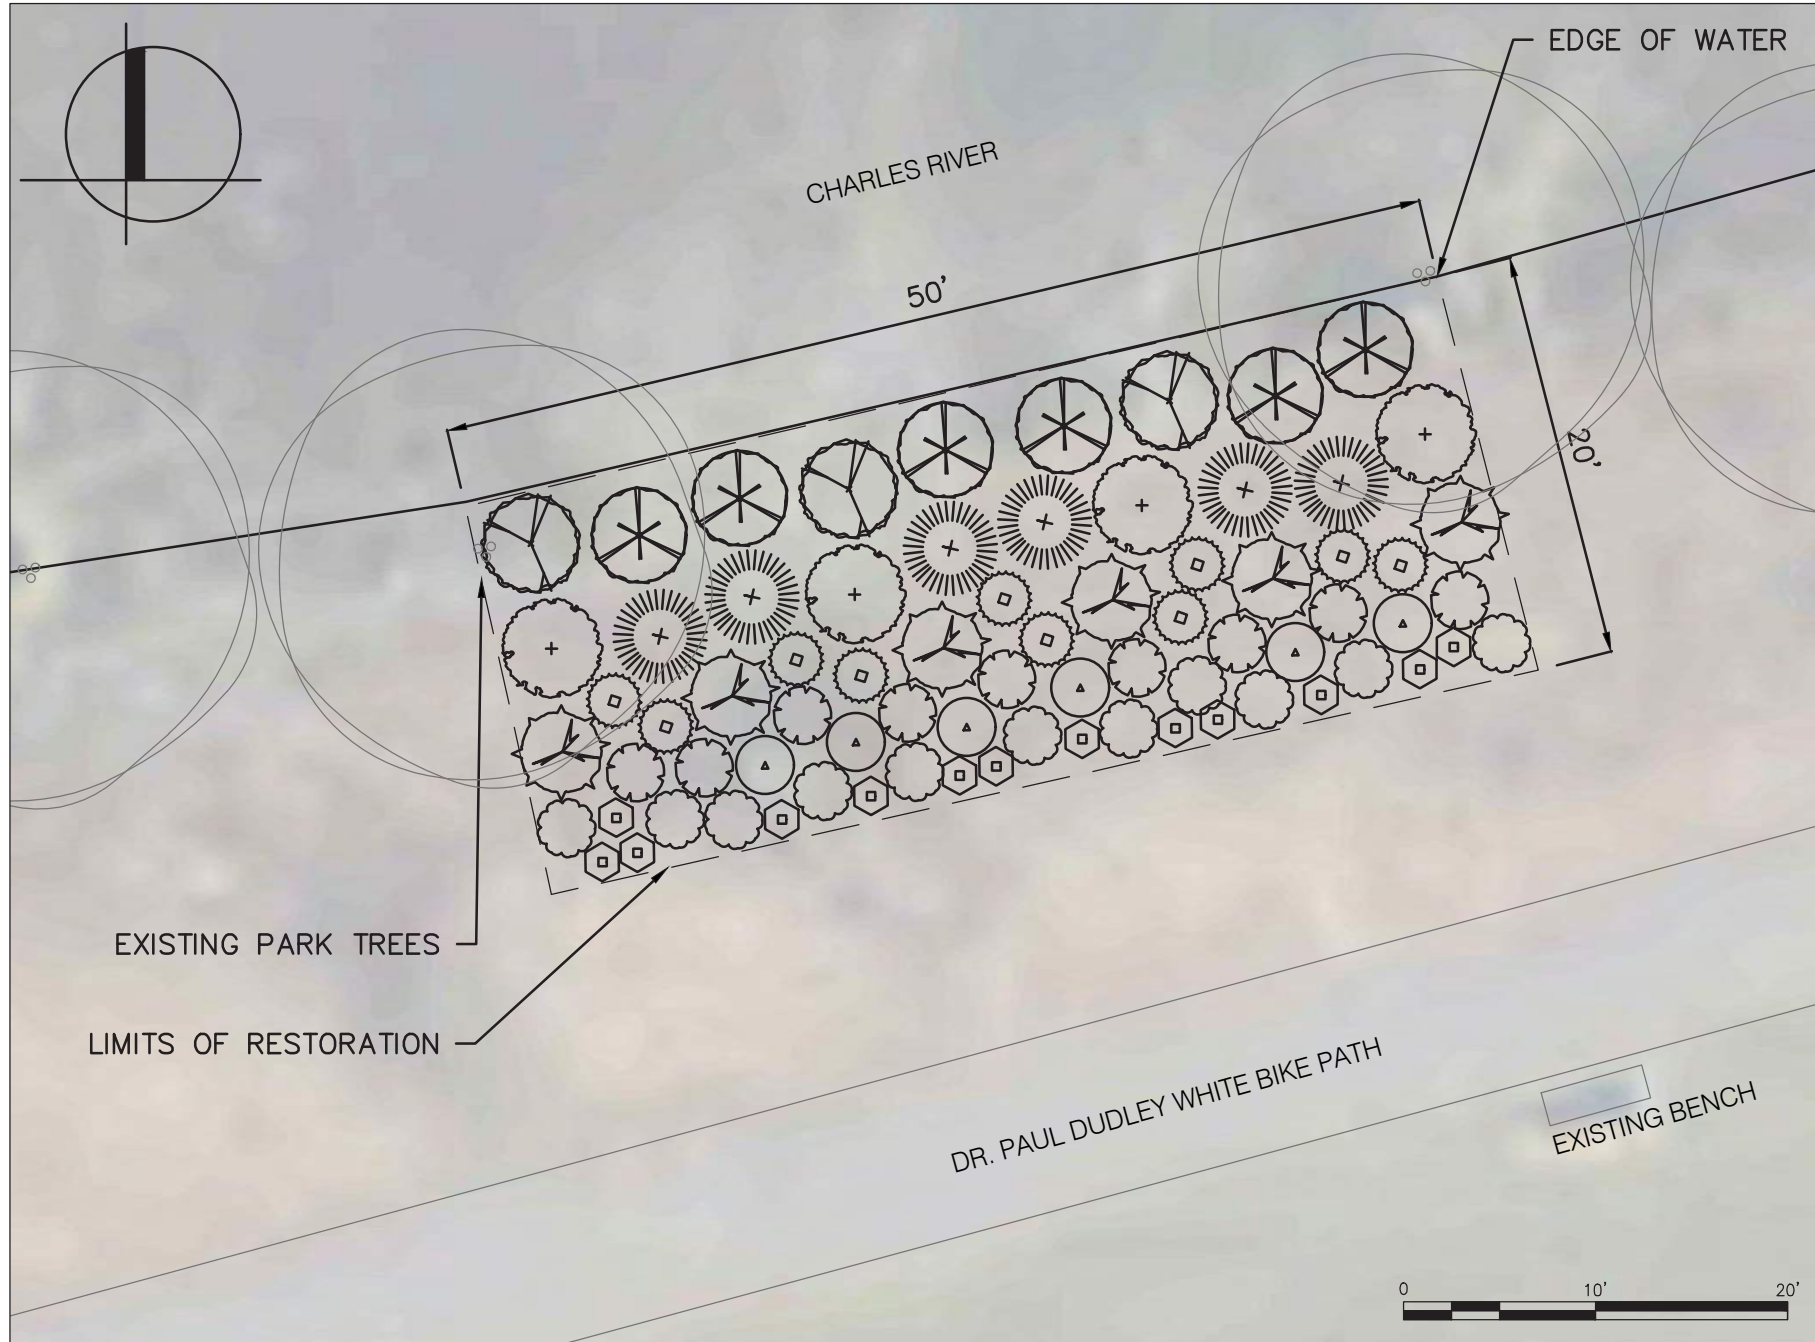 EDGE OF WATER
CHARLES RIVER
50'
20'
EXISTING PARK TREES
LIMITS OF RESTORATION
DR. PAUL DUDLEY WHITE BIKE PATH
EXISTING BENCH
0 10' 20'